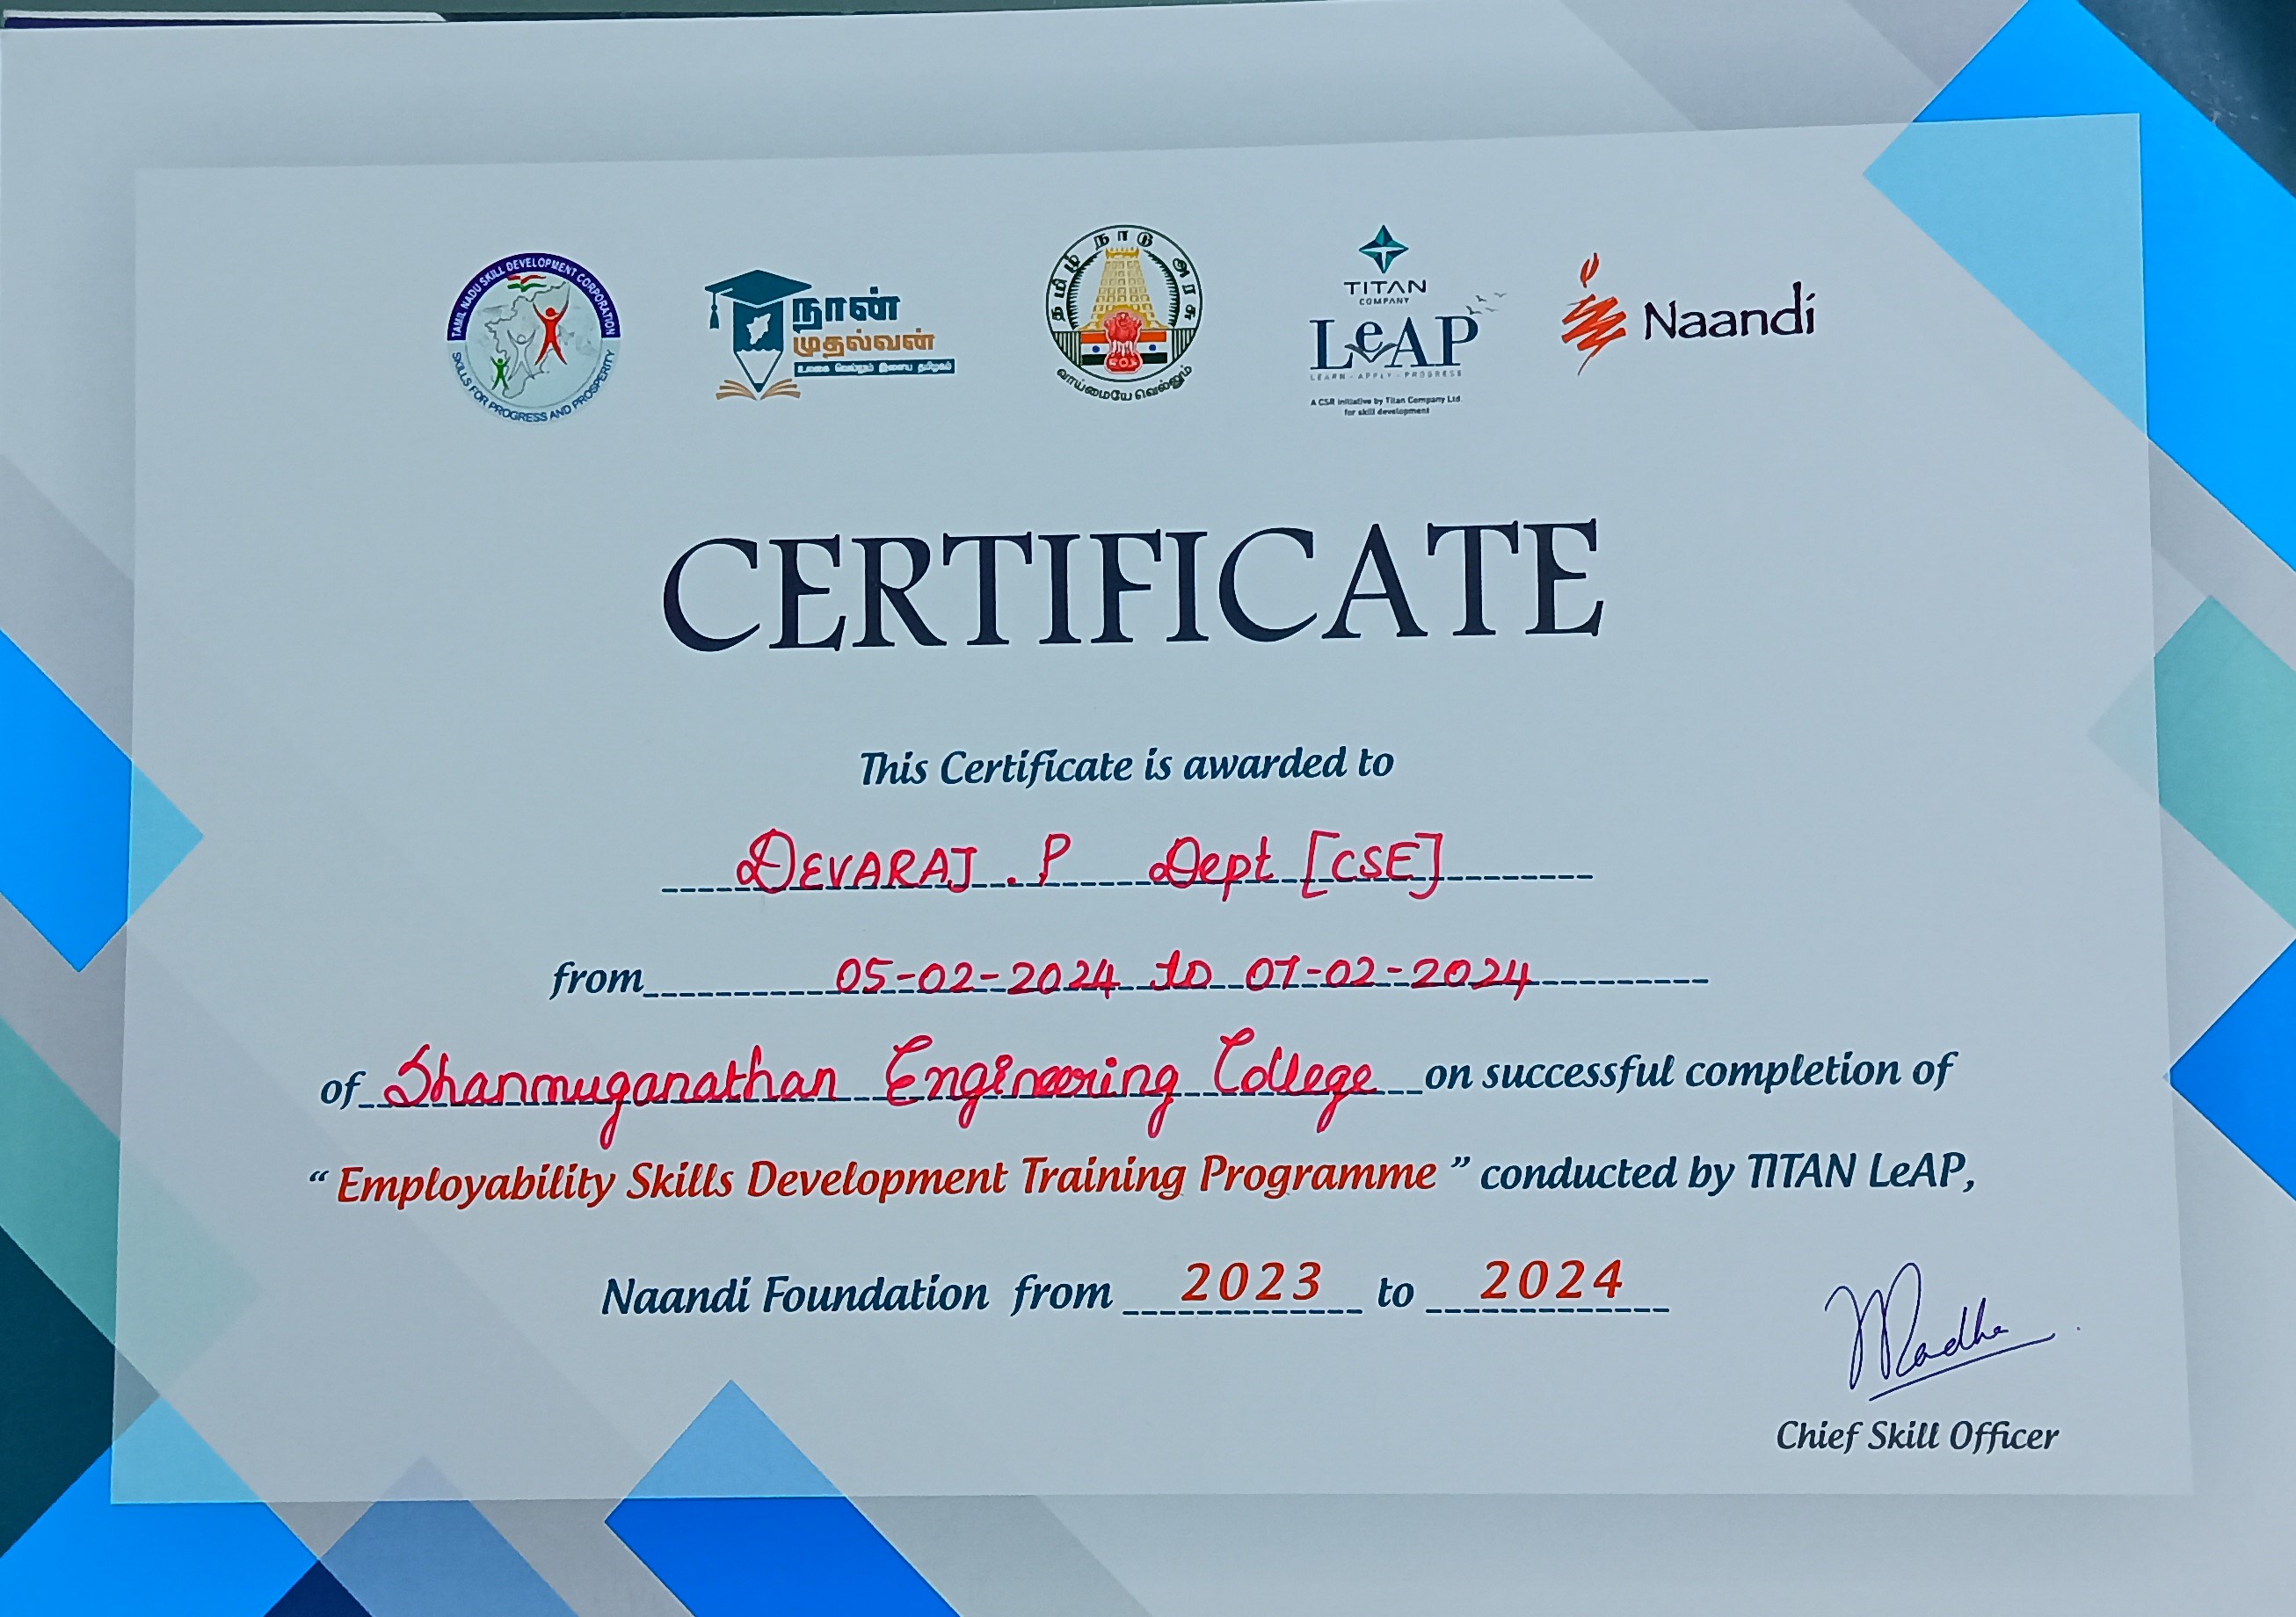 TAMIL NADU SKILL DEVELOPMENT CORPORATION
SKILLS FOR PROGRESS AND PROSPERITY
நான்
முதல்வன்
உலகை வெல்லும் இளைய தமிழகம்
தமிழ் நாடு அரசு
வாய்மையே வெல்லும்
TITAN
COMPANY
LeAP
LEARN - APPLY - PROGRESS
A CSR initiative by Titan Company Ltd.
for skill development
Naandi
CERTIFICATE
This Certificate is awarded to
DEVARAJ . P Dept [CSE]
from 05-02-2024 to 07-02-2024
of Shanmuganathan Engineering College on successful completion of
“ Employability Skills Development Training Programme ” conducted by TITAN LeAP,
Naandi Foundation from 2023 to 2024
Madha
Chief Skill Officer